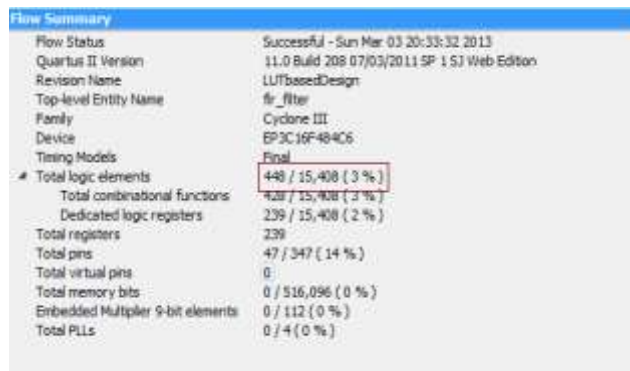 Flow Summary
Flow Status Successful - Sun Mar 03 20:33:32 2013
Quartus II Version 11.0 Build 208 07/03/2011 SP 1 SJ Web Edition
Revision Name LUTbasedDesign
Top-level Entity Name fir_filter
Family Cyclone III
Device EP3C16F484C6
Timing Models Final
Total logic elements 448 / 15,408 ( 3 % )
Total combinational functions 428 / 15,408 ( 3 % )
Dedicated logic registers 239 / 15,408 ( 2 % )
Total registers 239
Total pins 47 / 347 ( 14 % )
Total virtual pins 0
Total memory bits 0 / 516,096 ( 0 % )
Embedded Multiplier 9-bit elements 0 / 112 ( 0 % )
Total PLLs 0 / 4 ( 0 % )